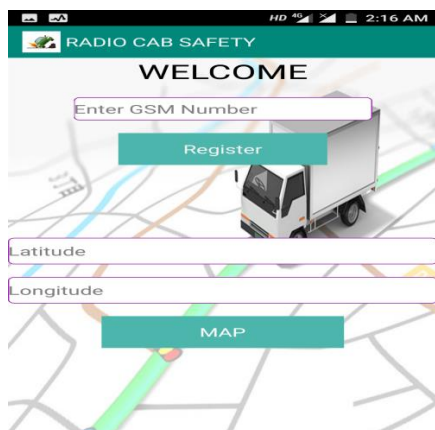 HD 4G 2:16 AM
RADIO CAB SAFETY
WELCOME
Enter GSM Number
Register
Latitude
Longitude
MAP